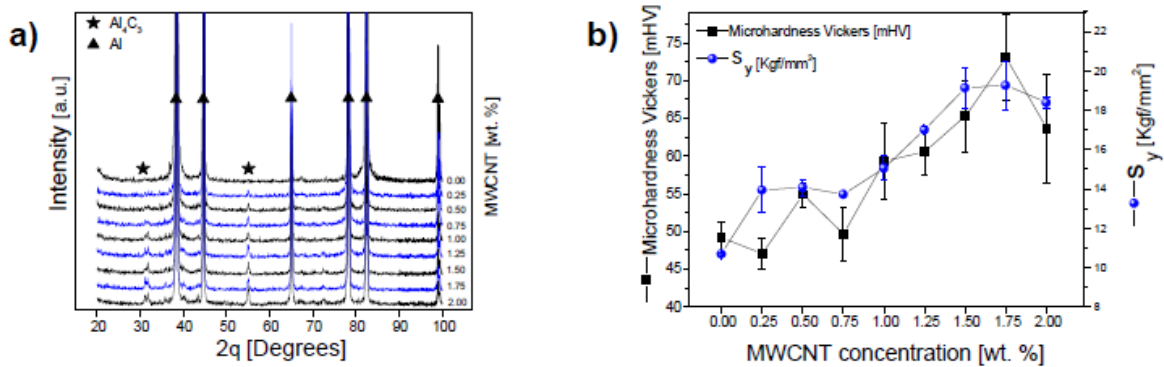 a)
★ Al₄C₃
▲ Al
Intensity [a.u.]
MWCNT [wt. %]
0.00
0.25
0.50
0.75
1.00
1.25
1.50
1.75
2.00
20 30 40 50 60 70 80 90 100
2q [Degrees]
b)
Microhardness Vickers [mHV]
S_y [Kgf/mm²]
Microhardness Vickers [mHV]
75
70
65
60
55
50
45
40
22
20
18
16
14
12
10
8
S_y [Kgf/mm²]
0.00 0.25 0.50 0.75 1.00 1.25 1.50 1.75 2.00
MWCNT concentration [wt. %]